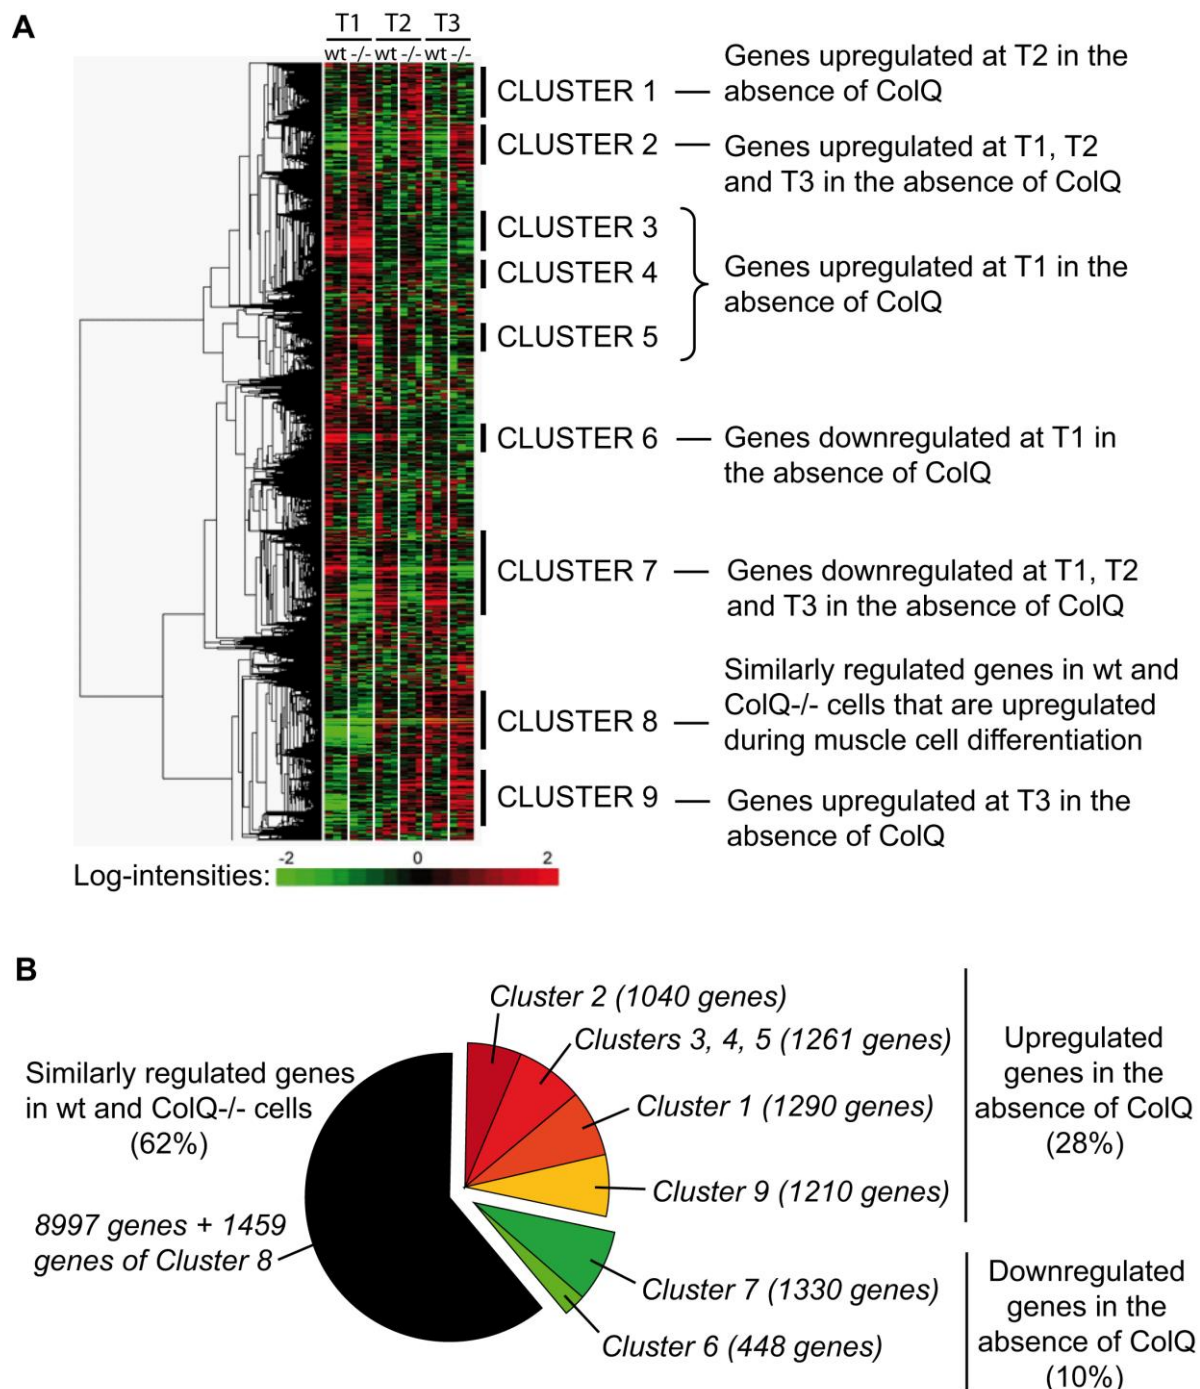 A
T1 T2 T3
wt -/- wt -/- wt -/-
CLUSTER 1
Genes upregulated at T2 in the
absence of ColQ
CLUSTER 2
Genes upregulated at T1, T2
and T3 in the absence of ColQ
CLUSTER 3
CLUSTER 4
CLUSTER 5
Genes upregulated at T1 in the
absence of ColQ
CLUSTER 6
Genes downregulated at T1 in
the absence of ColQ
CLUSTER 7
Genes downregulated at T1, T2
and T3 in the absence of ColQ
CLUSTER 8
Similarly regulated genes in wt and
ColQ-/- cells that are upregulated
during muscle cell differentiation
CLUSTER 9
Genes upregulated at T3 in the
absence of ColQ
-2 0 2
Log-intensities:
B
Similarly regulated genes
in wt and ColQ-/- cells
(62%)
8997 genes + 1459
genes of Cluster 8
Cluster 2 (1040 genes)
Clusters 3, 4, 5 (1261 genes)
Cluster 1 (1290 genes)
Cluster 9 (1210 genes)
Upregulated
genes in the
absence of ColQ
(28%)
Cluster 7 (1330 genes)
Cluster 6 (448 genes)
Downregulated
genes in the
absence of ColQ
(10%)